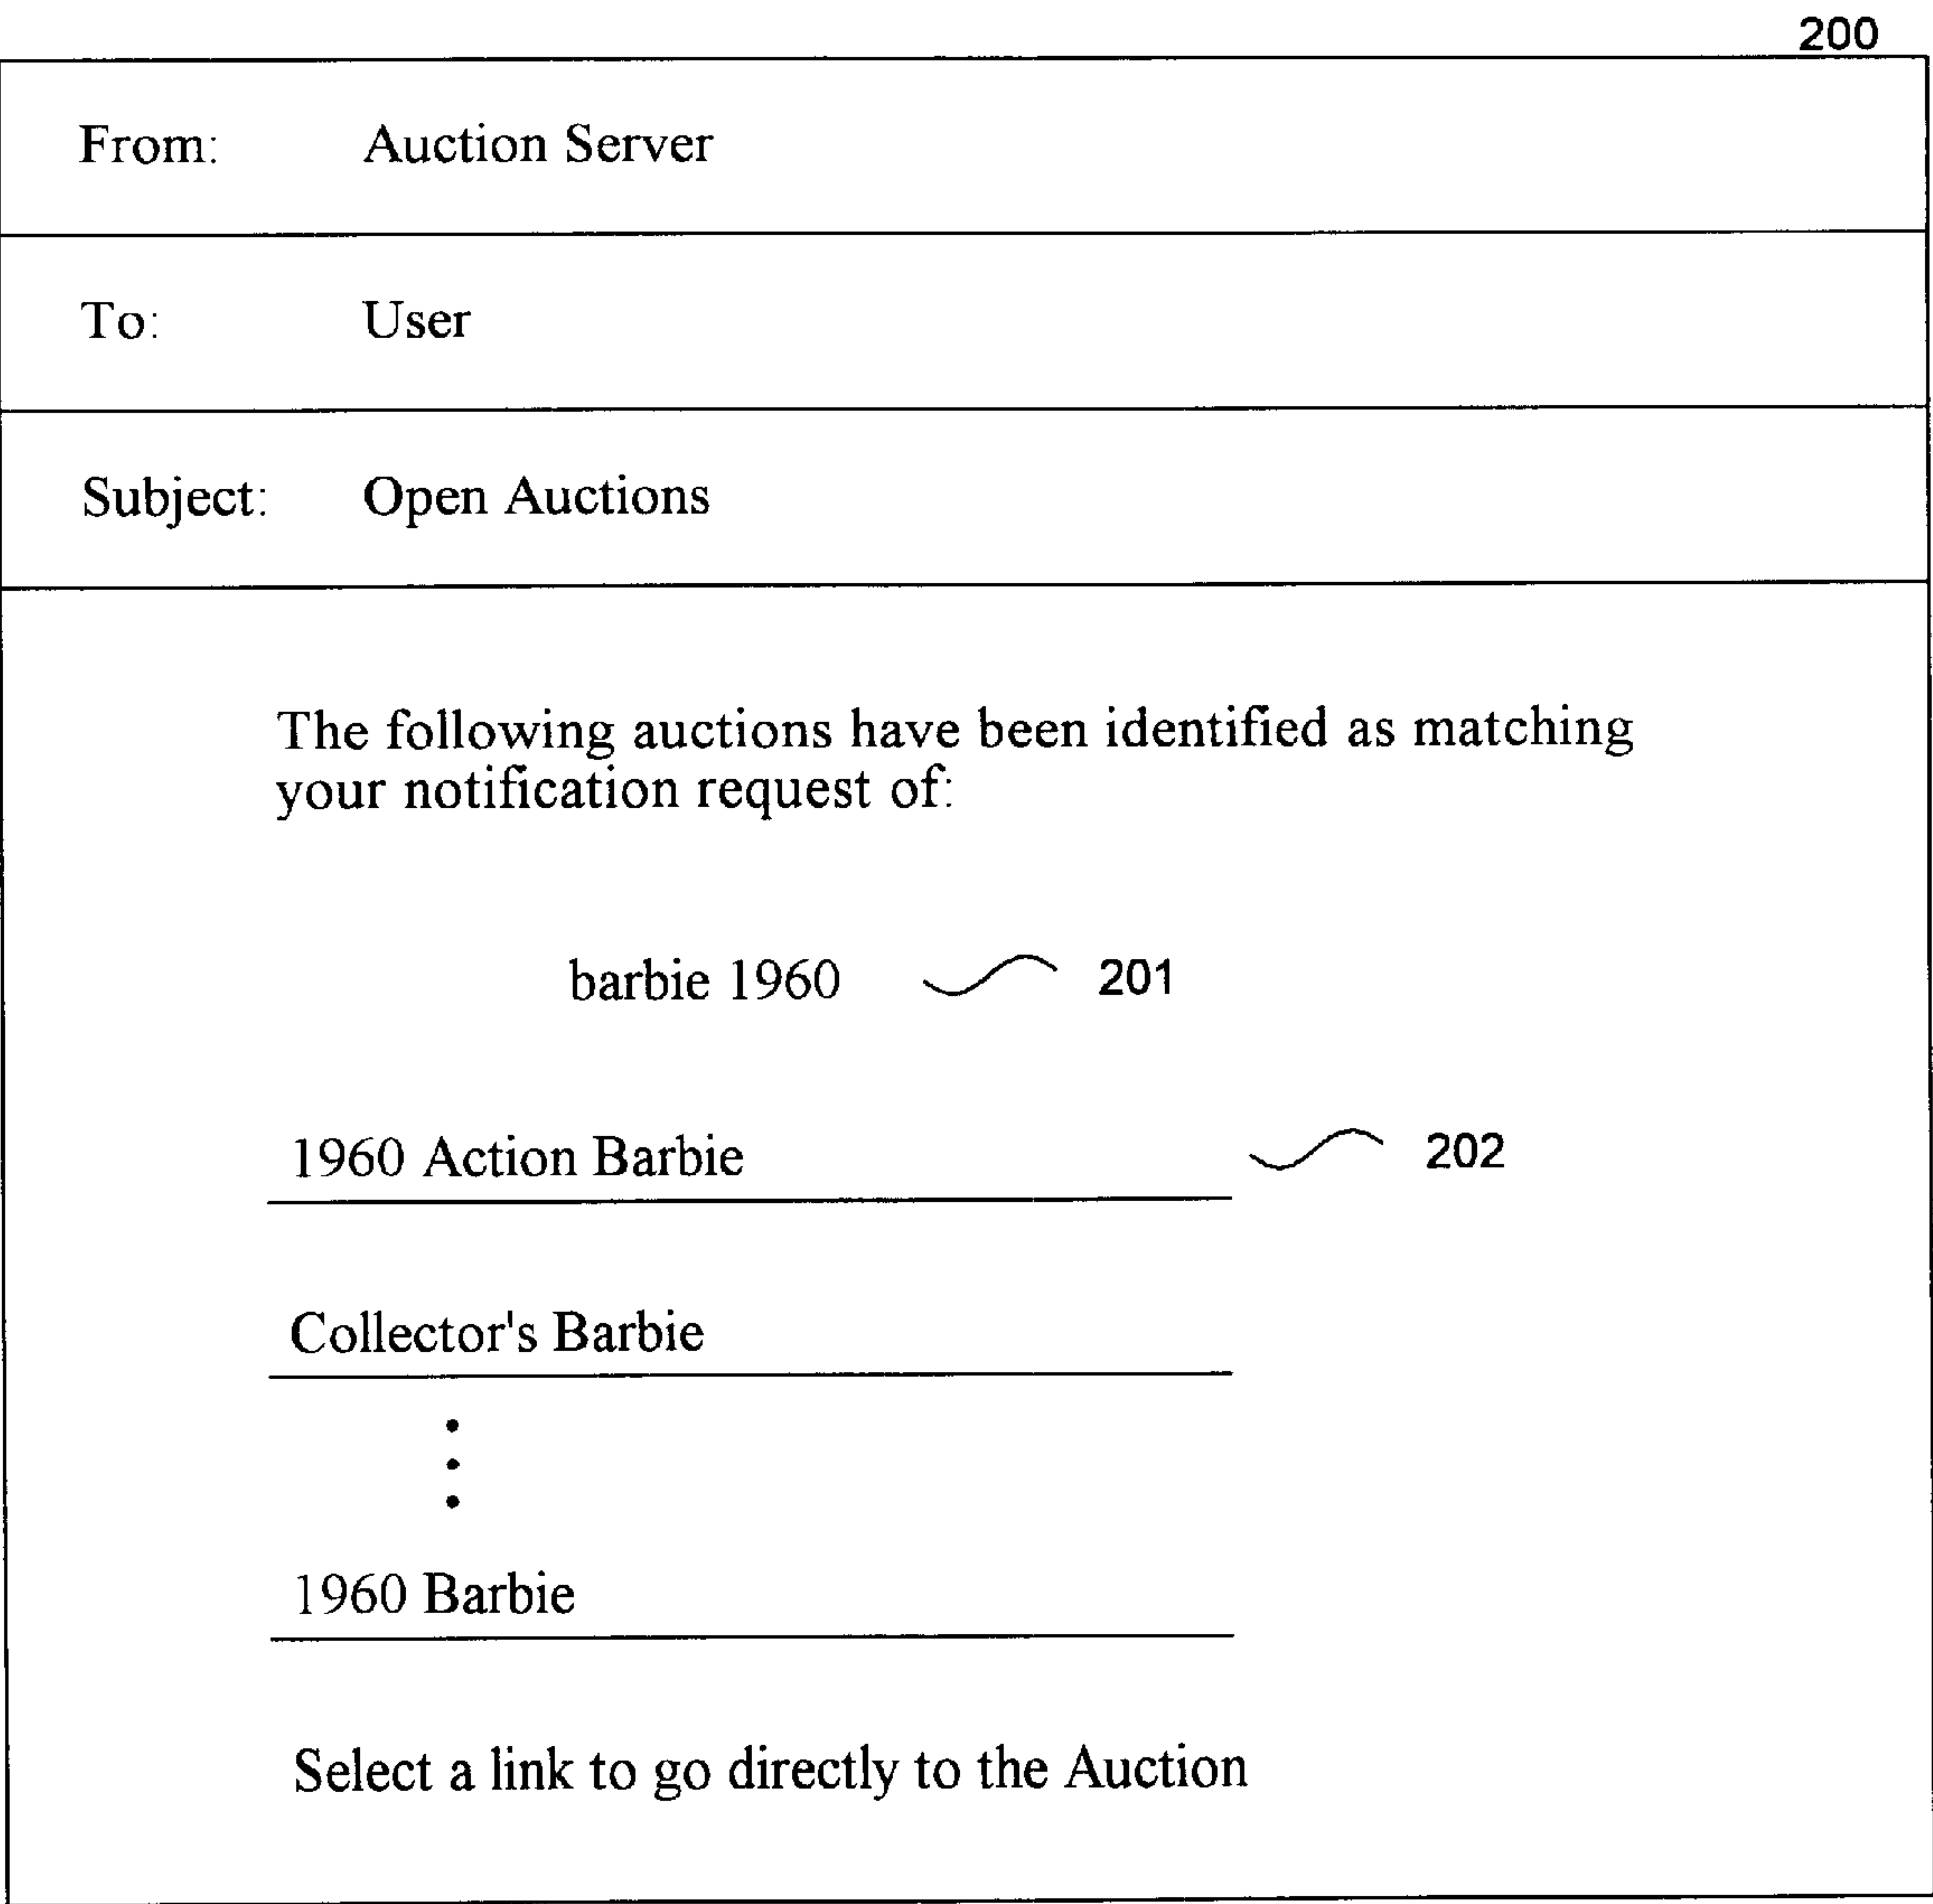 200
From: Auction Server
To: User
Subject: Open Auctions
The following auctions have been identified as matching
your notification request of:
barbie 1960 201
1960 Action Barbie 202
Collector's Barbie
1960 Barbie
Select a link to go directly to the Auction